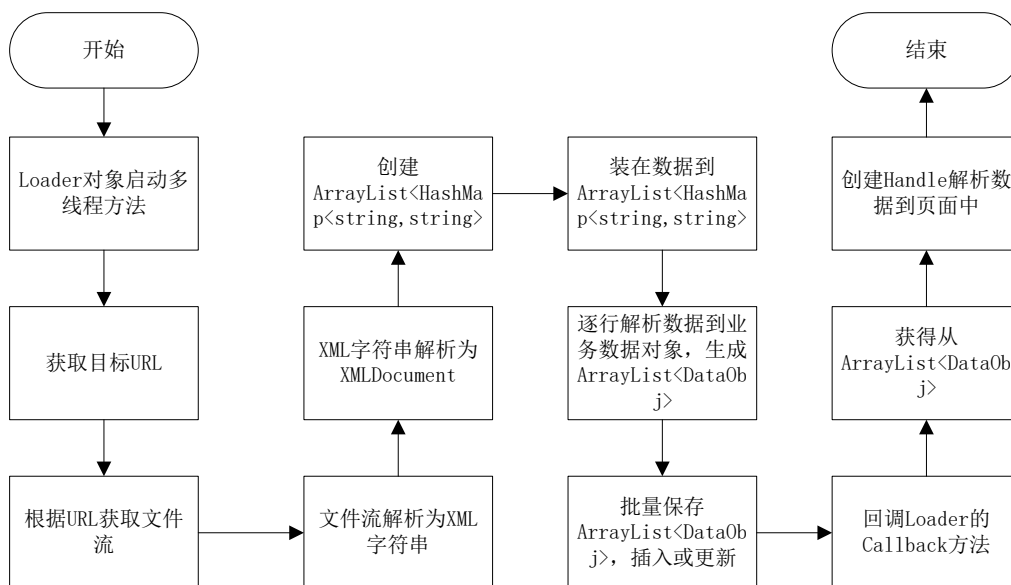 开始
Loader对象启动多
线程方法
获取目标URL
根据URL获取文件
流
文件流解析为XML
字符串
XML字符串解析为
XMLDocument
创建
ArrayList<HashMa
p<string,string>
装在数据到
ArrayList<HashMa
p<string,string>
逐行解析数据到业
务数据对象，生成
ArrayList<DataOb
j>
批量保存
ArrayList<DataOb
j>，插入或更新
回调Loader的
Callback方法
获得从
ArrayList<DataOb
j>
创建Handle解析数
据到页面中
结束